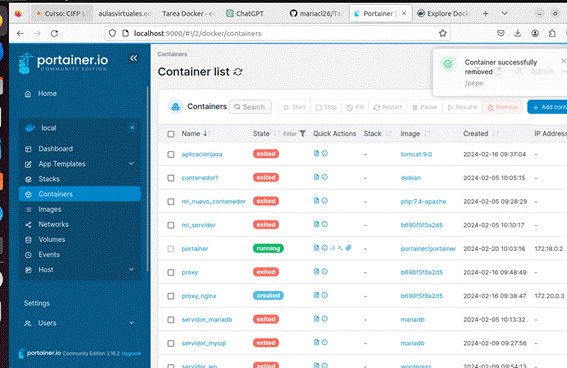 Curso: CIFP La
aulasvirtuales.ed
Tarea Docker - e
ChatGPT
mariacl26/Ta
Portainer |
Explore Dock
localhost:9000/#!/2/docker/containers
portainer.io
COMMUNITY EDITION
Home
local
Dashboard
App Templates
Stacks
Containers
Images
Networks
Volumes
Events
Host
Settings
Users
portainer.io Community Edition 2.16.2 Upgrade
Containers
Container list
Container successfully
removed
/pepe
admin
Containers Search. Start Stop Kill Restart Pause Resume Remove + Add conta
Name State Filter Quick Actions Stack Image Created IP Address
aplicacionjava exited - tomcat:9.0 2024-02-16 09:37:04 -
contenedor1 exited - debian 2024-02-05 10:05:15 -
mi_nuevo_contenedor exited - php:7.4-apache 2024-02-05 09:28:29 -
mi_servidor exited - b690f5f0a2d5 2024-02-05 10:10:17 -
portainer running - portainer/portainer 2024-02-20 10:03:16 172.18.0.2
proxy exited - b690f5f0a2d5 2024-02-16 09:48:49 -
proxy_nginx created - b690f5f0a2d5 2024-02-16 09:38:47 172.20.0.3
servidor_mariadb exited - mariadb 2024-02-05 10:13:32 -
servidor_mysql exited - mariadb 2024-02-09 09:27:56 -
servidor_wp exited - wordpress 2024-02-09 09:54:13 -